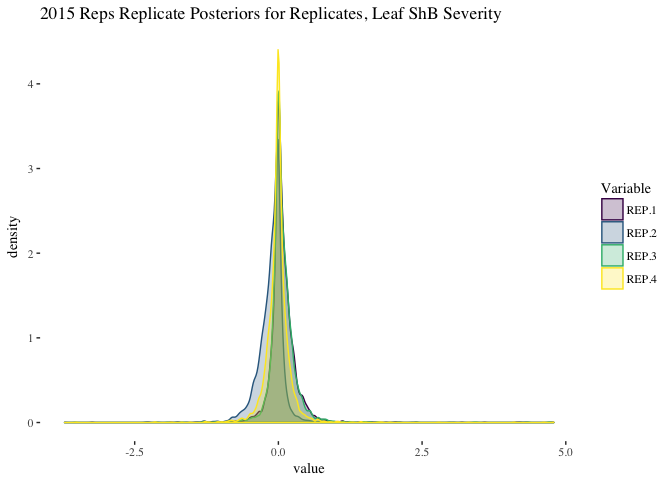 2015 Reps Replicate Posteriors for Replicates, Leaf ShB Severity
4
3
2
1
0
density
-2.5
0.0
2.5
5.0
value
Variable
REP.1
REP.2
REP.3
REP.4